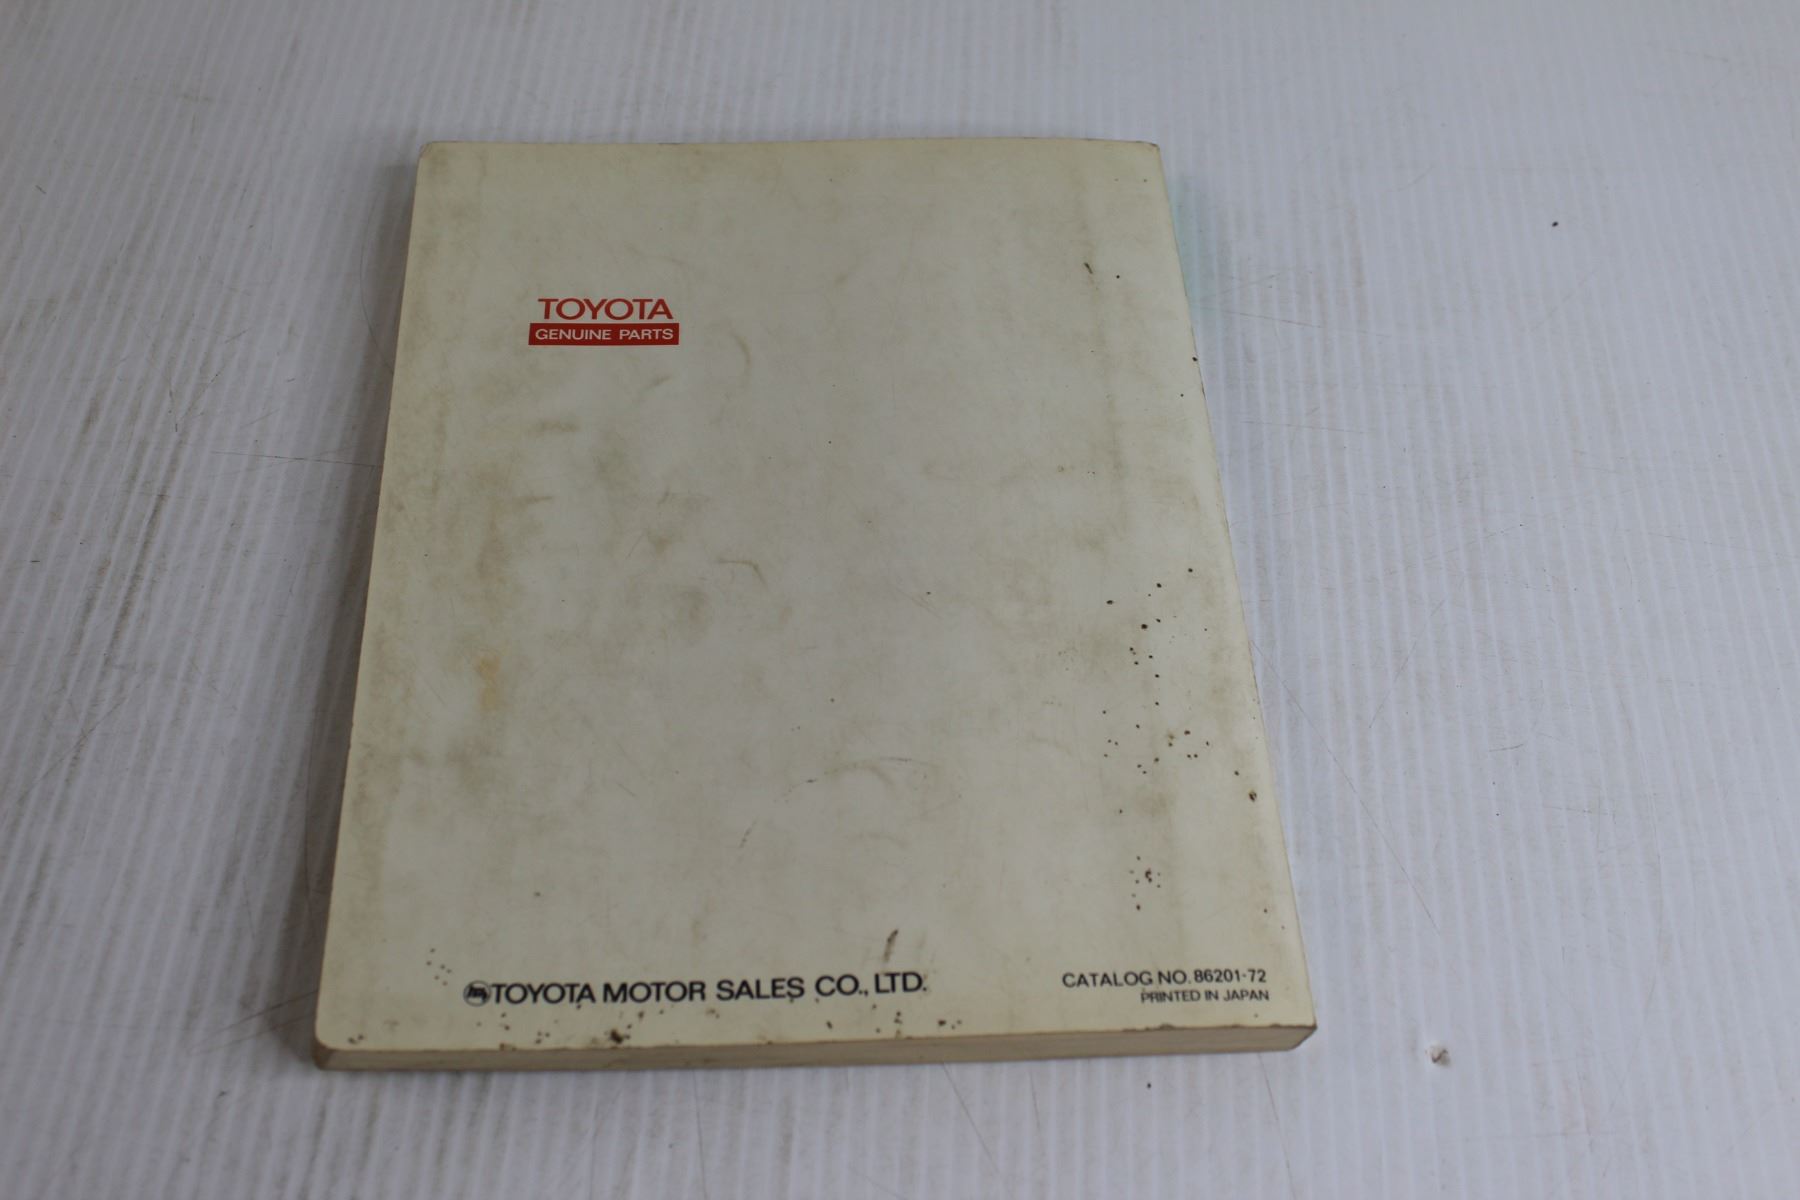 TOYOTA
GENUINE PARTS
TOYOTA MOTOR SALES CO., LTD.
CATALOG NO. 86201-72
PRINTED IN JAPAN